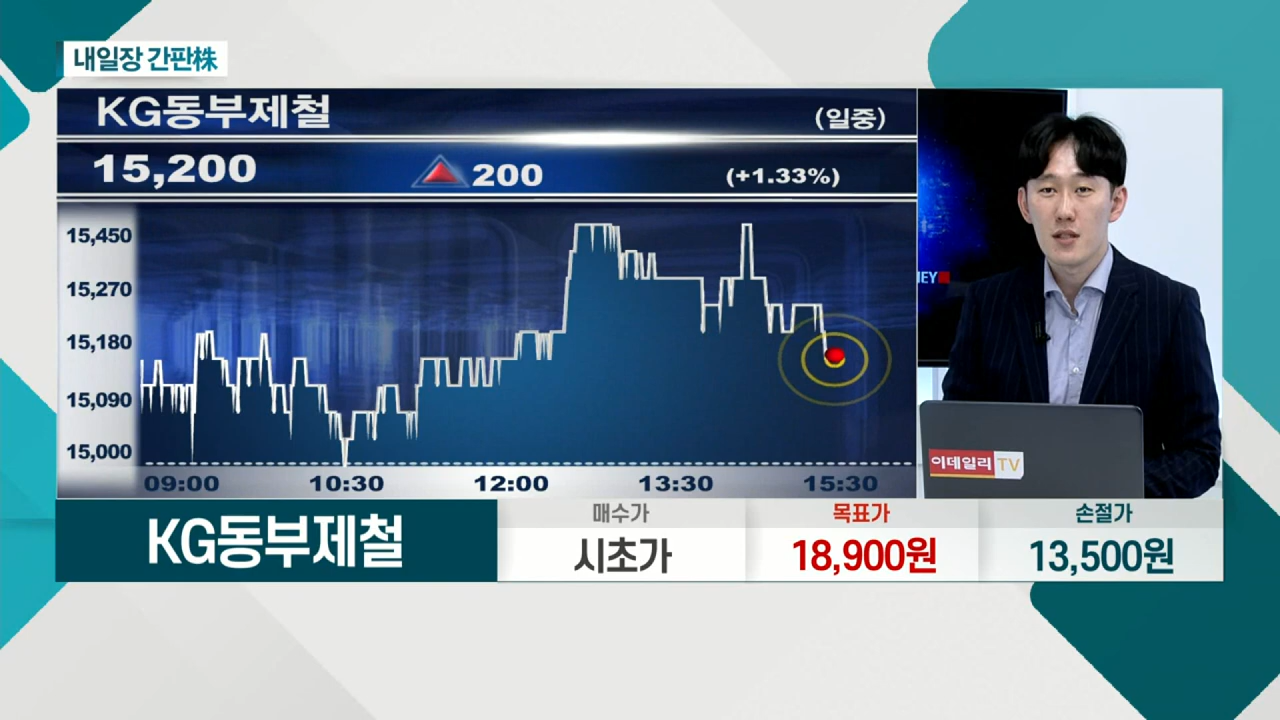 내일장 간판株
KG동부제철
(일중)
15,200 ▲ 200 (+1.33%)
15,450
15,270
15,180
15,090
15,000
09:00 10:30 12:00 13:30 15:30
이데일리TV
KG동부제철
매수가 목표가 손절가
시초가 18,900원 13,500원